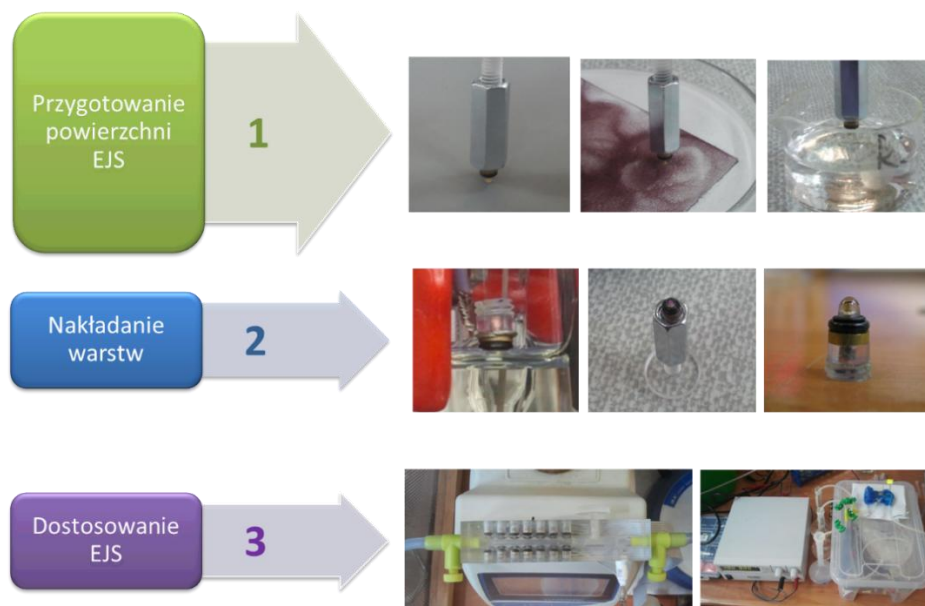 Przygotowanie
powierzchni
EJS
1
Nakładanie
warstw
2
Dostosowanie
EJS
3